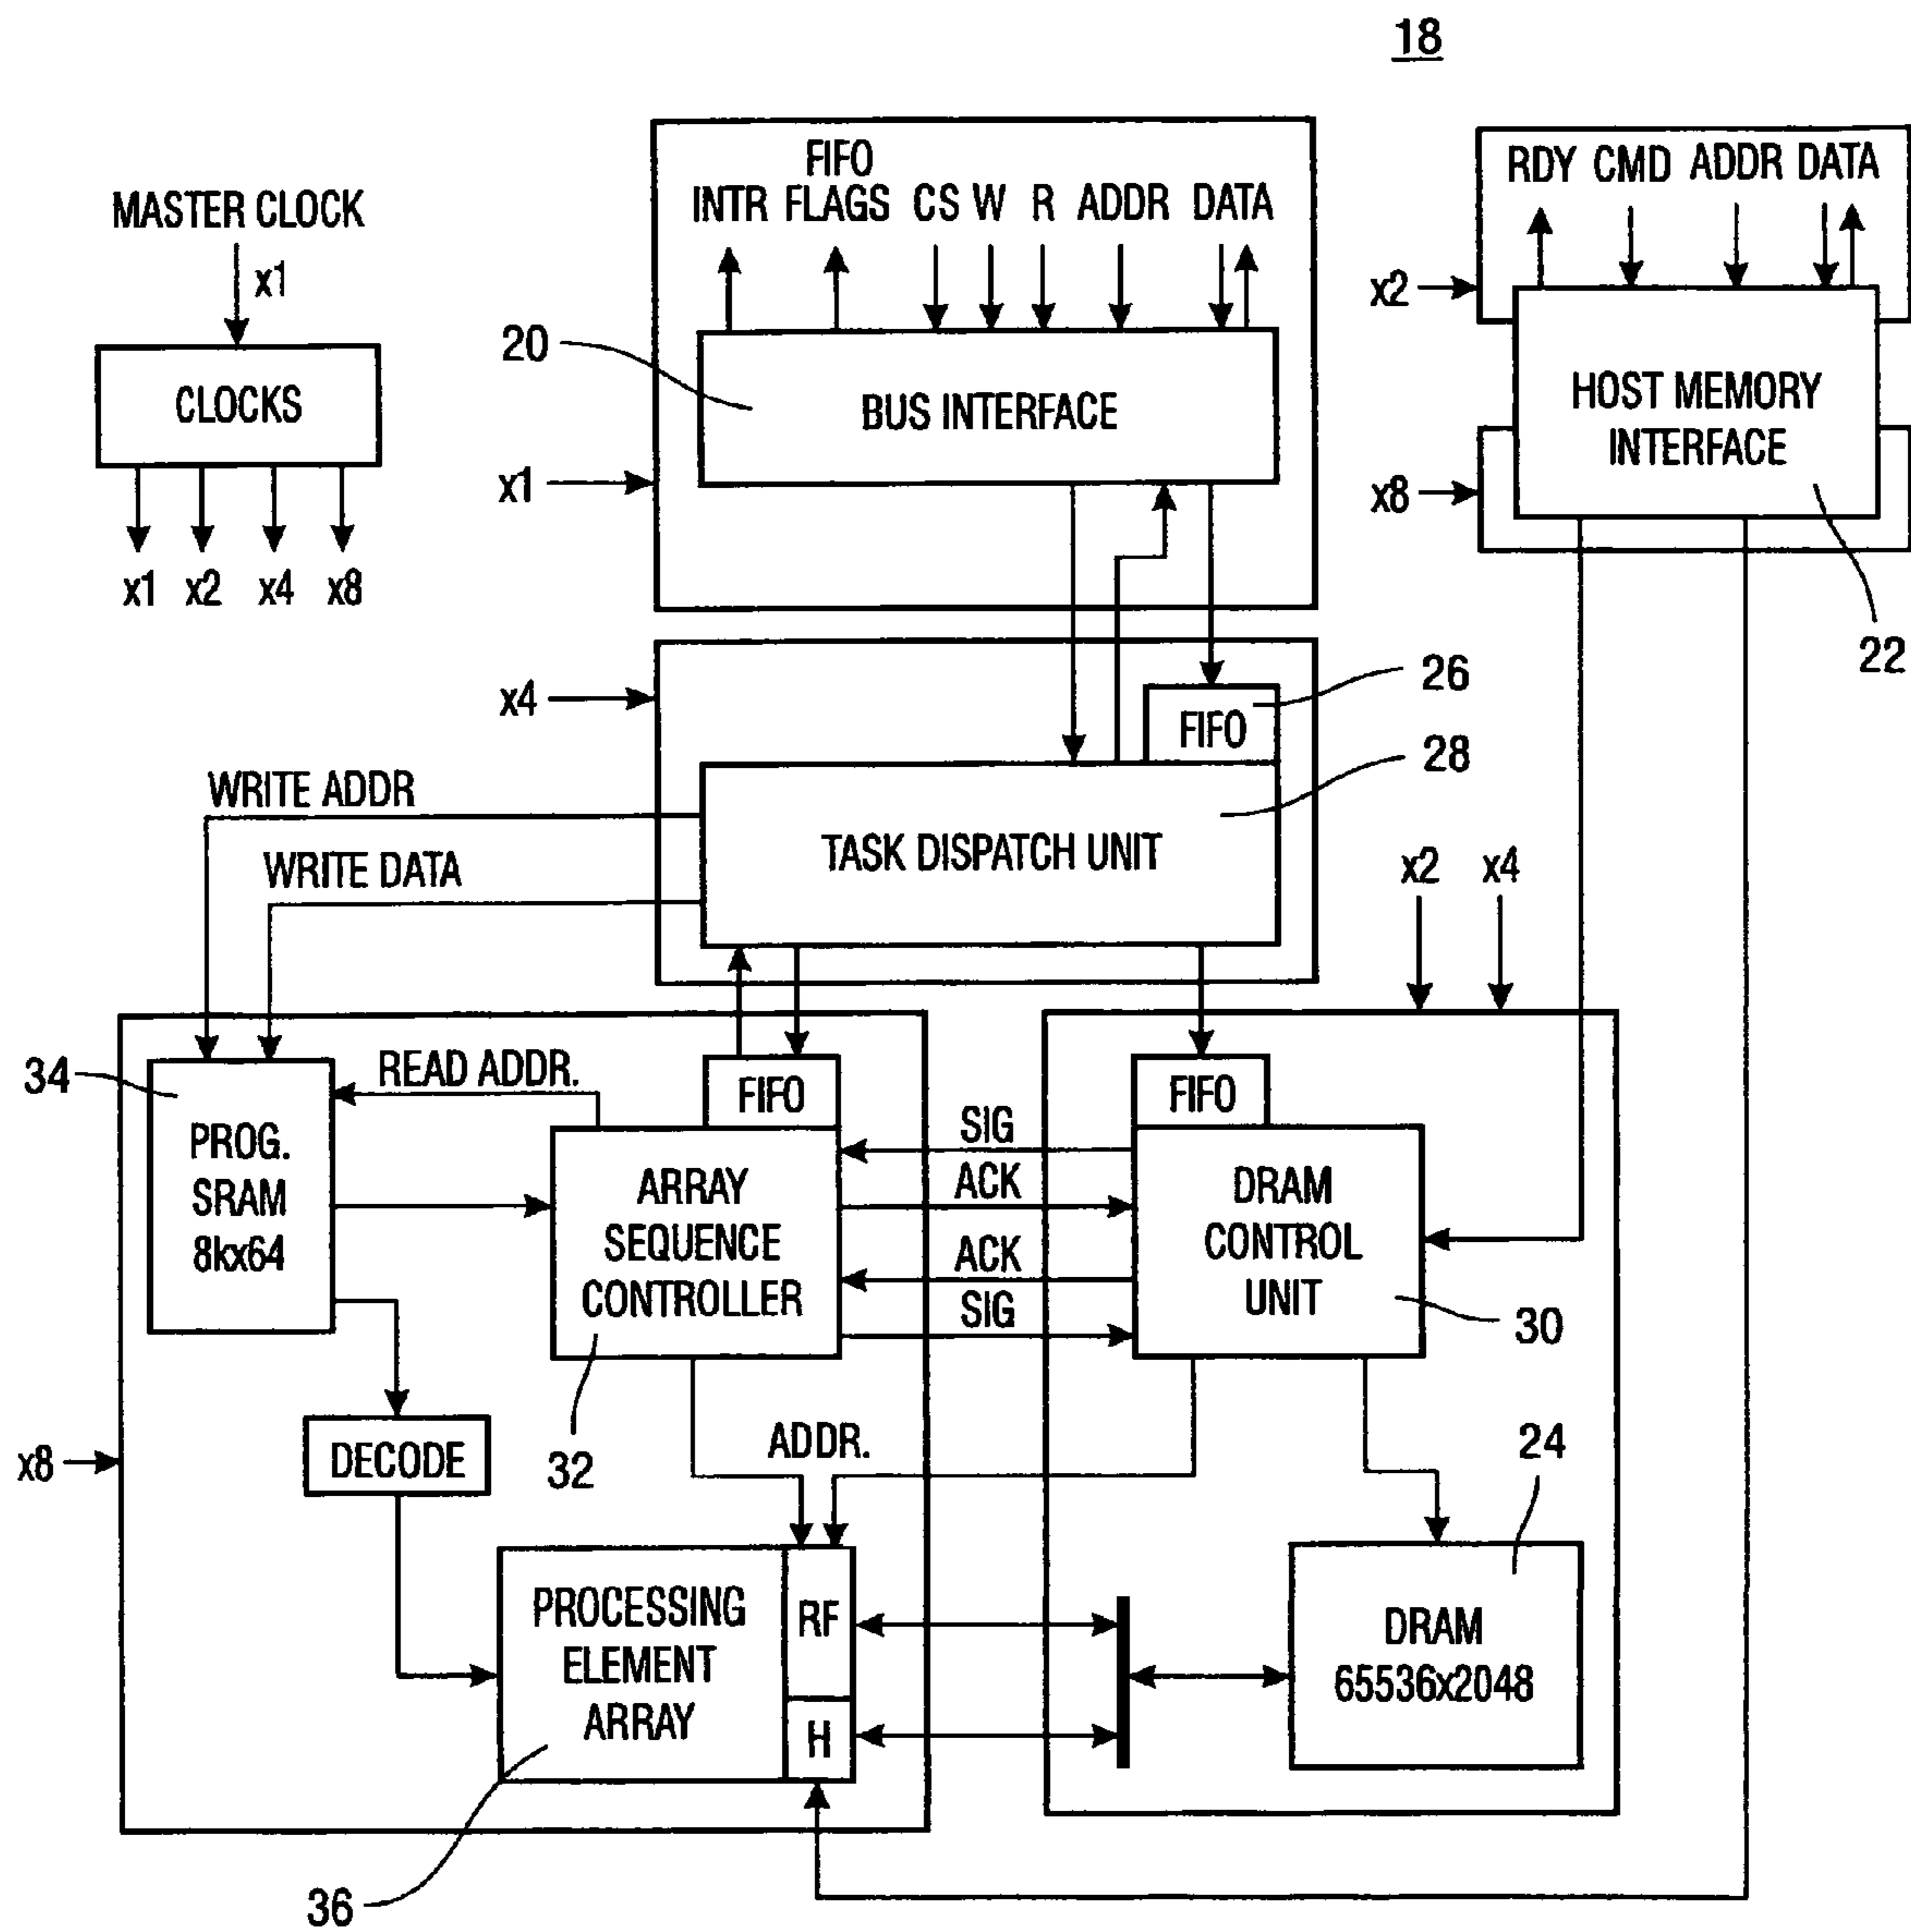 18
FIFO
INTR FLAGS CS W R ADDR DATA
RDY CMD ADDR DATA
MASTER CLOCK
x1
CLOCKS
x1 x2 x4 x8
20
BUS INTERFACE
x1
x2
HOST MEMORY
INTERFACE
x8
22
x4
26
FIFO
28
WRITE ADDR
TASK DISPATCH UNIT
WRITE DATA
x2 x4
34
READ ADDR.
FIFO
FIFO
PROG.
SRAM
8kx64
ARRAY
SEQUENCE
CONTROLLER
SIG
ACK
ACK
SIG
DRAM
CONTROL
UNIT
30
32
x8
DECODE
ADDR.
24
PROCESSING
ELEMENT
ARRAY
RF
H
DRAM
65536x2048
36